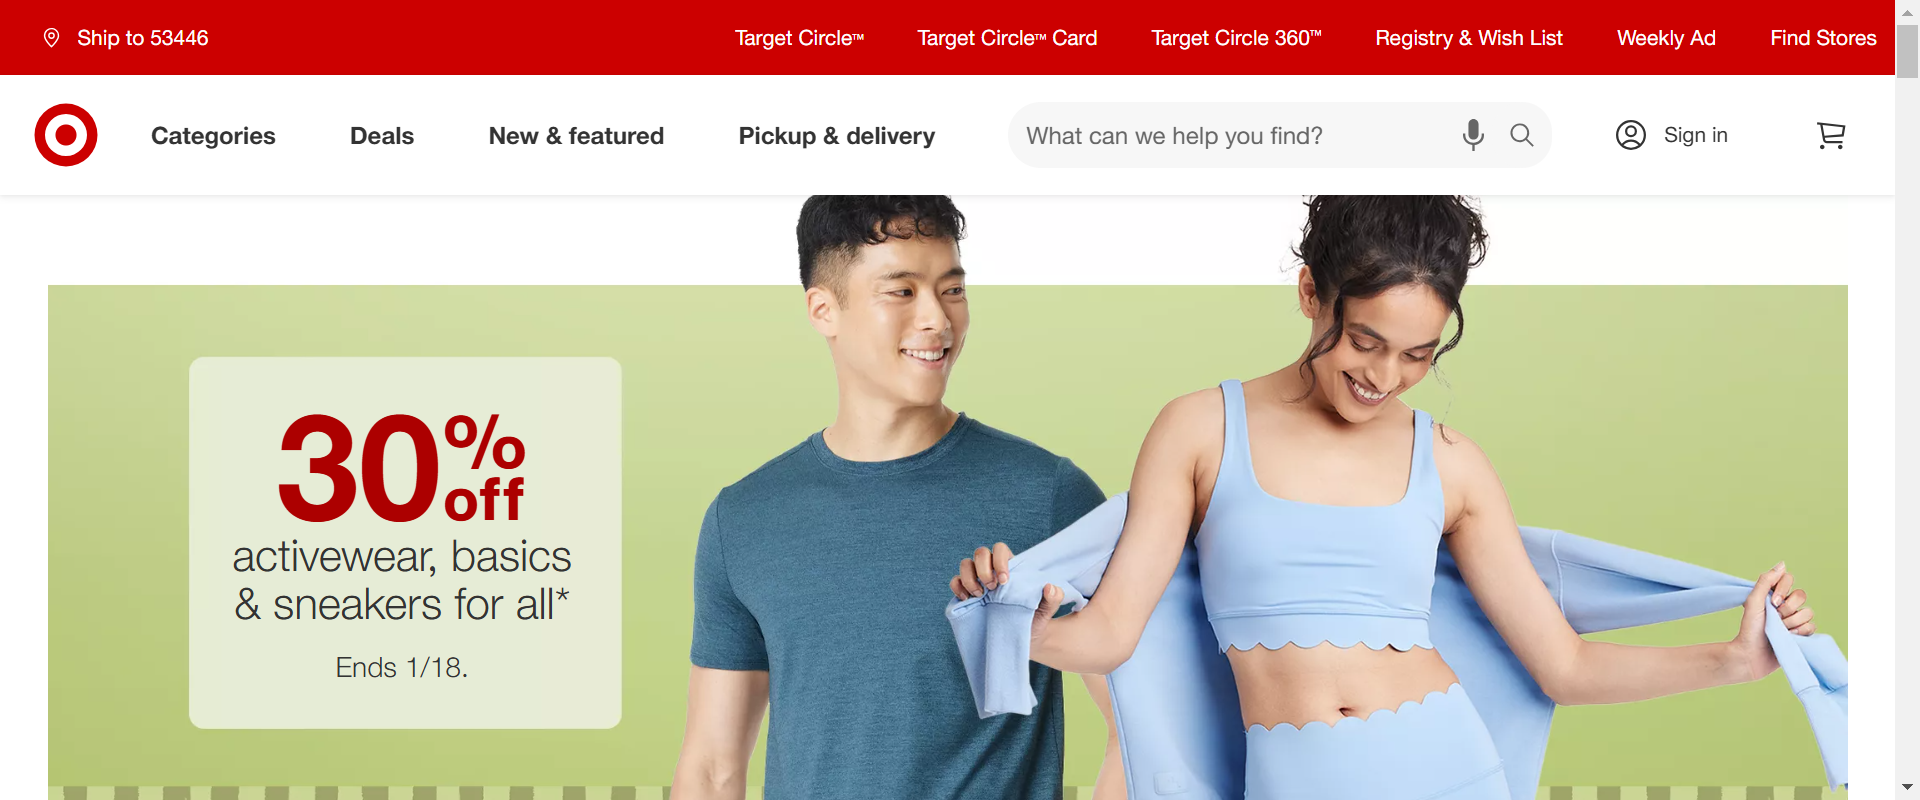 Ship to 53446
Target Circle™
Target Circle™ Card
Target Circle 360™
Registry & Wish List
Weekly Ad
Find Stores
Categories
Deals
New & featured
Pickup & delivery
What can we help you find?
Sign in
30% off
activewear, basics
& sneakers for all*
Ends 1/18.